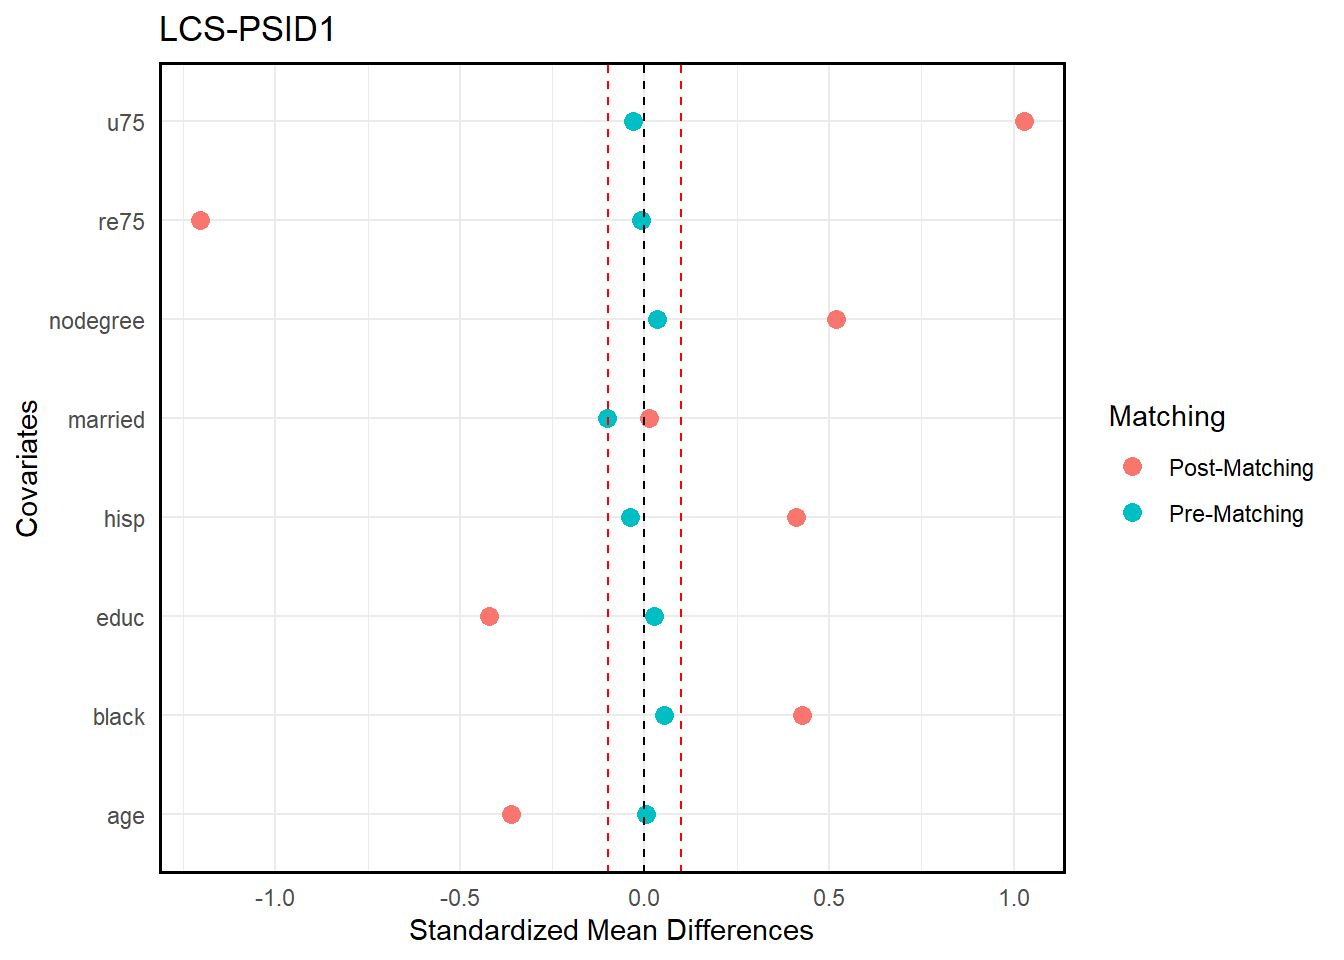 LCS-PSID1
u75
re75
nodegree
married
hisp
educ
black
age
Covariates
-1.0
-0.5
0.0
0.5
1.0
Standardized Mean Differences
Matching
Post-Matching
Pre-Matching